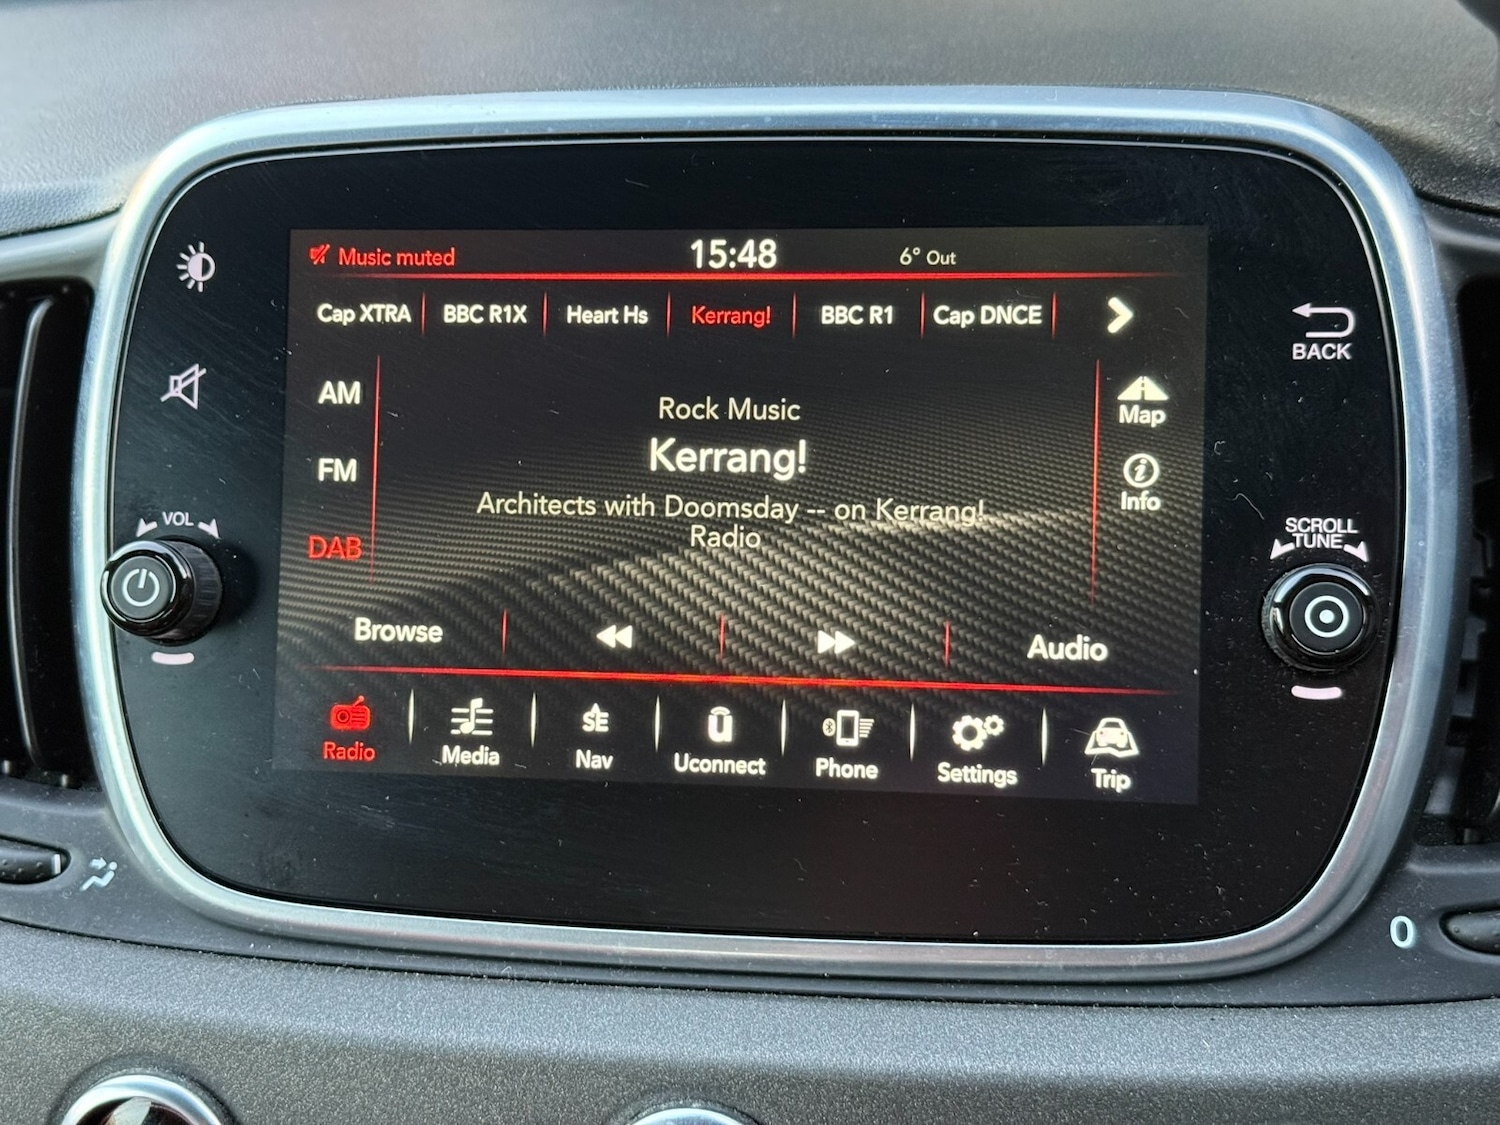 Music muted 15:48 6° Out
Cap XTRA BBC R1X Heart Hs Kerrang! BBC R1 Cap DNCE
BACK
AM
Rock Music
Map
Kerrang!
FM
Info
Architects with Doomsday -- on Kerrang!
Radio
DAB
VOL
SCROLL
TUNE
Browse Audio
SE
Radio Media Nav Uconnect Phone Settings Trip
0